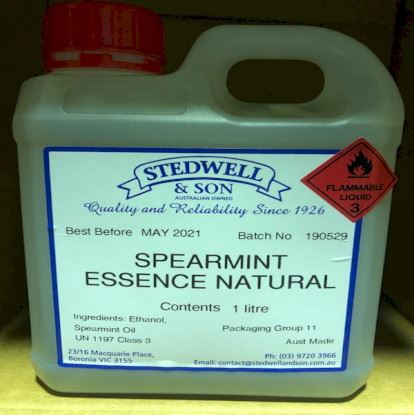 STEDWELL
& SON
AUSTRALIAN OWNED
Quality and Reliability Since 1926
FLAMMABLE
LIQUID
3
Best Before MAY 2021 Batch No 190529
SPEARMINT
ESSENCE NATURAL
Contents 1 litre
Ingredients: Ethanol,
Spearmint Oil Packaging Group 11
UN 1197 Class 3 Aust Made
23/16 Macquarie Place, Ph: (03) 9720 3966
Boronia VIC 3155 Email: contact@stedwellandson.com.au